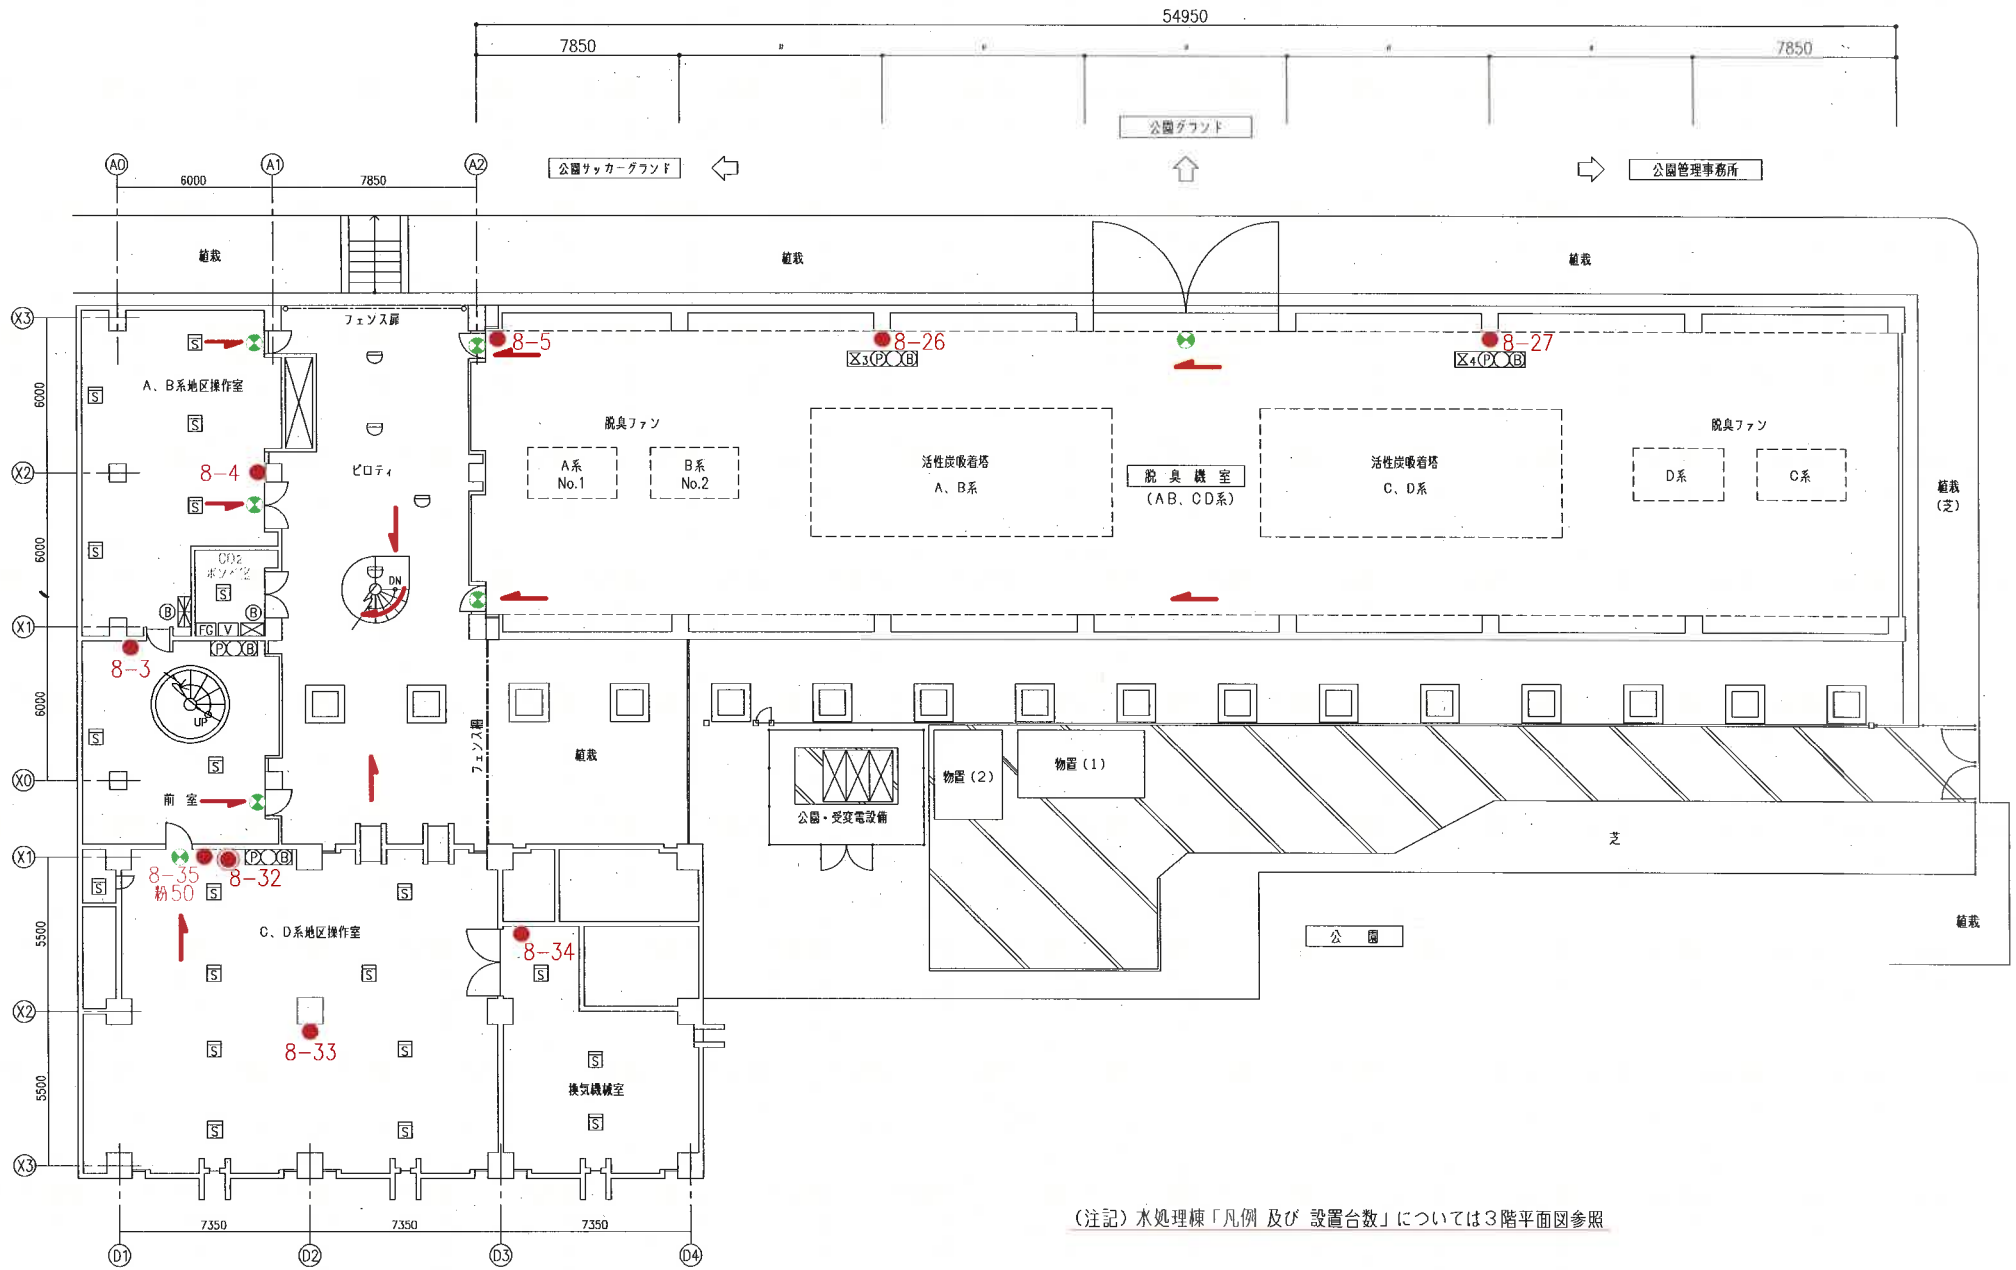 54950
7850
〃
〃
〃
〃
〃
7850
公園グランド
公園サッカーグランド
公園管理事務所
A0
A1
A2
6000
7850
植栽
植栽
植栽
フェンス扉
X3
8-5
8-26
8-27
3 P B
4 P B
S
A、B系地区操作室
6000
S
S
脱臭ファン
脱臭ファン
ピロティ
X2
8-4
A系
No.1
B系
No.2
活性炭吸着塔
A、B系
脱臭機室
(AB、CD系)
活性炭吸着塔
C、D系
D系
C系
植栽
(芝)
S
S
6000
CO2
ボンベ室
S
DN
B
B
FG V
X1
P B
8-3
6000
UP
S
S
フェンス扉
植栽
X0
前室
物置(2)
物置(1)
公園・受変電設備
芝
X1
P B
8-35
粉50
8-32
S
S
S
C、D系地区操作室
5500
8-34
S
S
S
公園
植栽
X2
8-33
S
S
S
換気機械室
5500
S
S
S
X3
7350
7350
7350
D1
D2
D3
D4
(注記)水処理棟「凡例 及び 設置台数」については3階平面図参照